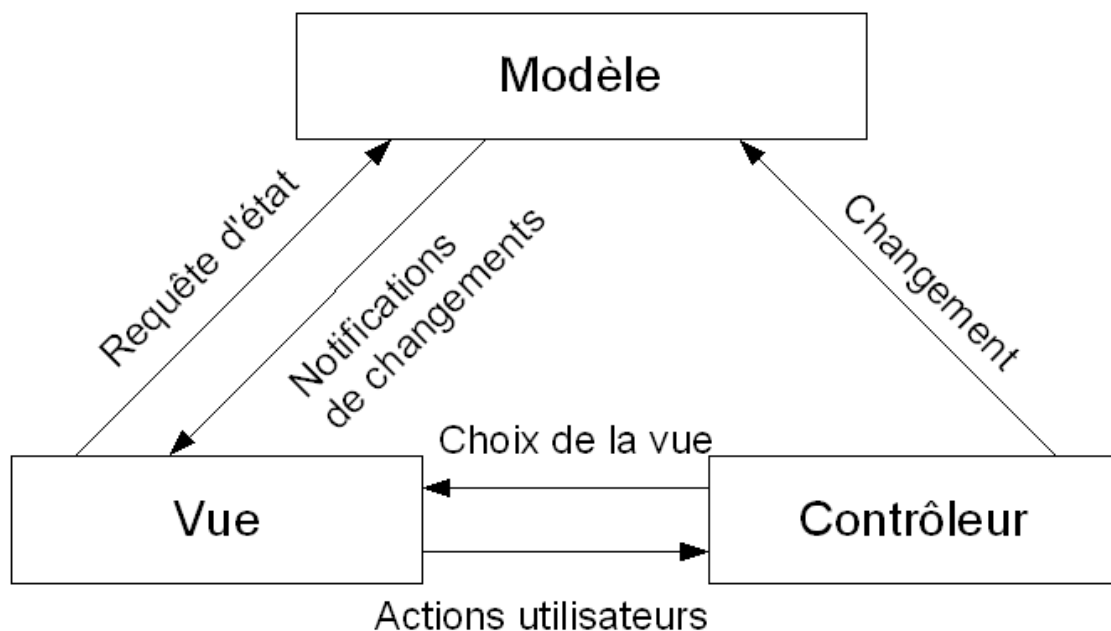 Modèle
Requête d'état
Notifications
de changements
Changement
Choix de la vue
Vue
Contrôleur
Actions utilisateurs